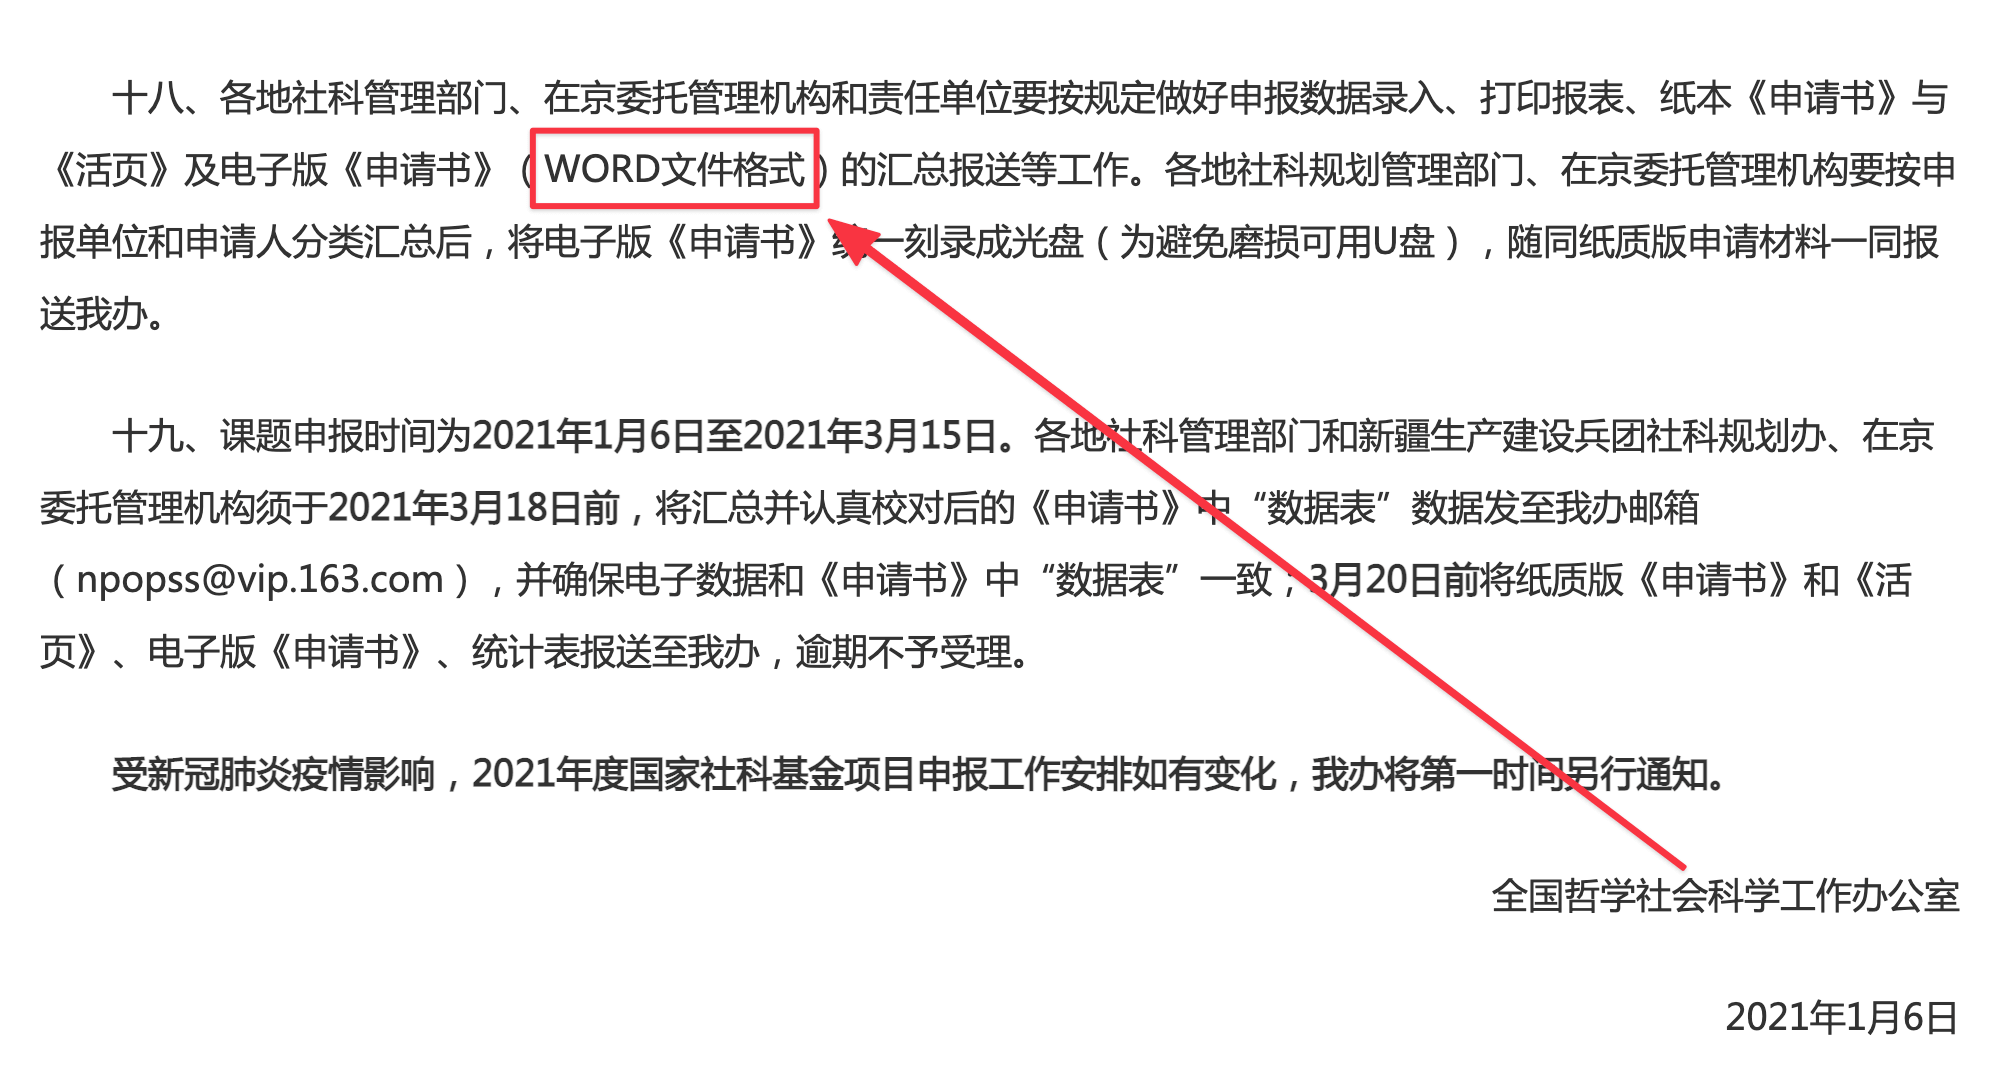 十八、各地社科管理部门、在京委托管理机构和责任单位要按规定做好申报数据录入、打印报表、纸本《申请书》与
《活页》及电子版《申请书》（WORD文件格式）的汇总报送等工作。各地社科规划管理部门、在京委托管理机构要按申
报单位和申请人分类汇总后，将电子版《申请书》统一刻录成光盘（为避免磨损可用U盘），随同纸质版申请材料一同报
送我办。
十九、课题申报时间为2021年1月6日至2021年3月15日。各地社科管理部门和新疆生产建设兵团社科规划办、在京
委托管理机构须于2021年3月18日前，将汇总并认真校对后的《申请书》中“数据表”数据发至我办邮箱
（npopss@vip.163.com），并确保电子数据和《申请书》中“数据表”一致；3月20日前将纸质版《申请书》和《活
页》、电子版《申请书》、统计表报送至我办，逾期不予受理。
受新冠肺炎疫情影响，2021年度国家社科基金项目申报工作安排如有变化，我办将第一时间另行通知。
全国哲学社会科学工作办公室
2021年1月6日